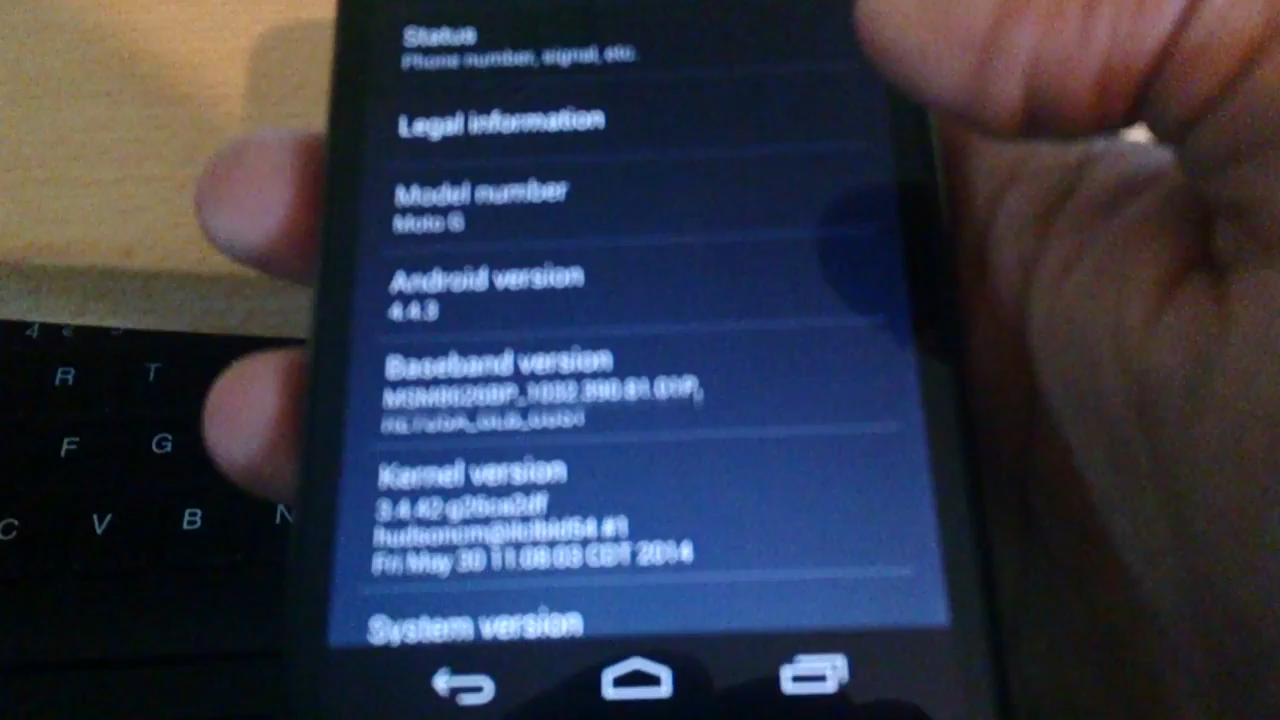 Status
Phone number, signal, etc.
Legal information
Model number
Moto G
Android version
4.4.3
Baseband version
Kernel version
Fri May 30 11:08:03 CDT 2014
System version
4
R T
F G
C V B N